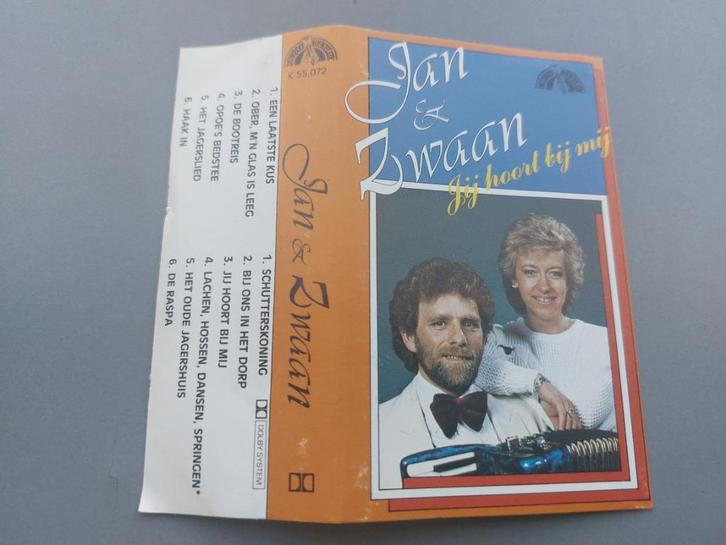 Jan
&
Zwaan
Jij hoort bij mij
K 55.072
Jan & Zwaan
1. EEN LAATSTE KUS
2. OBER, M'N GLAS IS LEEG
3. DE BOOTREIS
4. OPOE'S BEDSTEE
5. HET JAGERSLIED
6. HAAK IN
1. SCHUTTERSKONING
2. BIJ ONS IN HET DORP
3. JIJ HOORT BIJ MIJ
4. LACHEN, HOSSEN, DANSEN, SPRINGEN*
5. HET OUDE JAGERSHUIS
6. DE RASPA
DOLBY SYSTEM